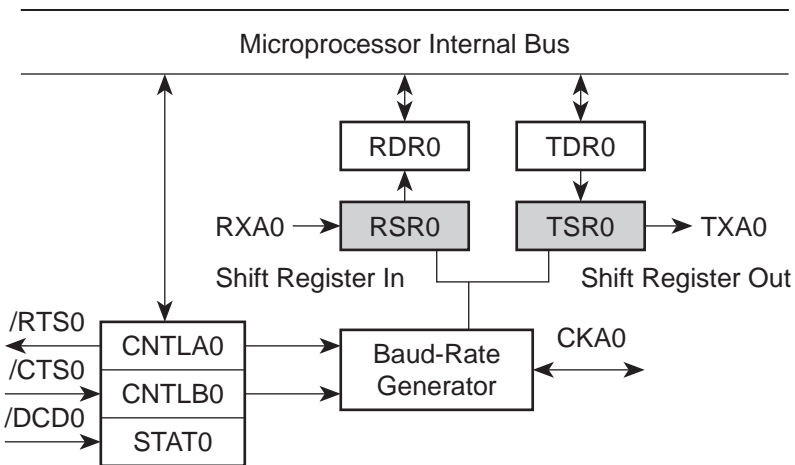 Microprocessor Internal Bus
RDR0
TDR0
RXA0
RSR0
TSR0
TXA0
Shift Register In
Shift Register Out
/RTS0
CNTLA0
Baud-Rate
Generator
CKA0
/CTS0
CNTLB0
/DCD0
STAT0